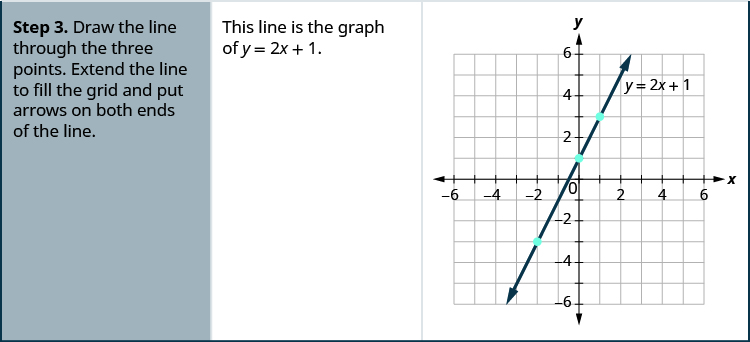 Step 3. Draw the line
through the three
points. Extend the line
to fill the grid and put
arrows on both ends
of the line.
This line is the graph
of y = 2x + 1.
y
6
y = 2x + 1
4
2
x
−6 −4 −2 0 2 4 6
−2
−4
−6